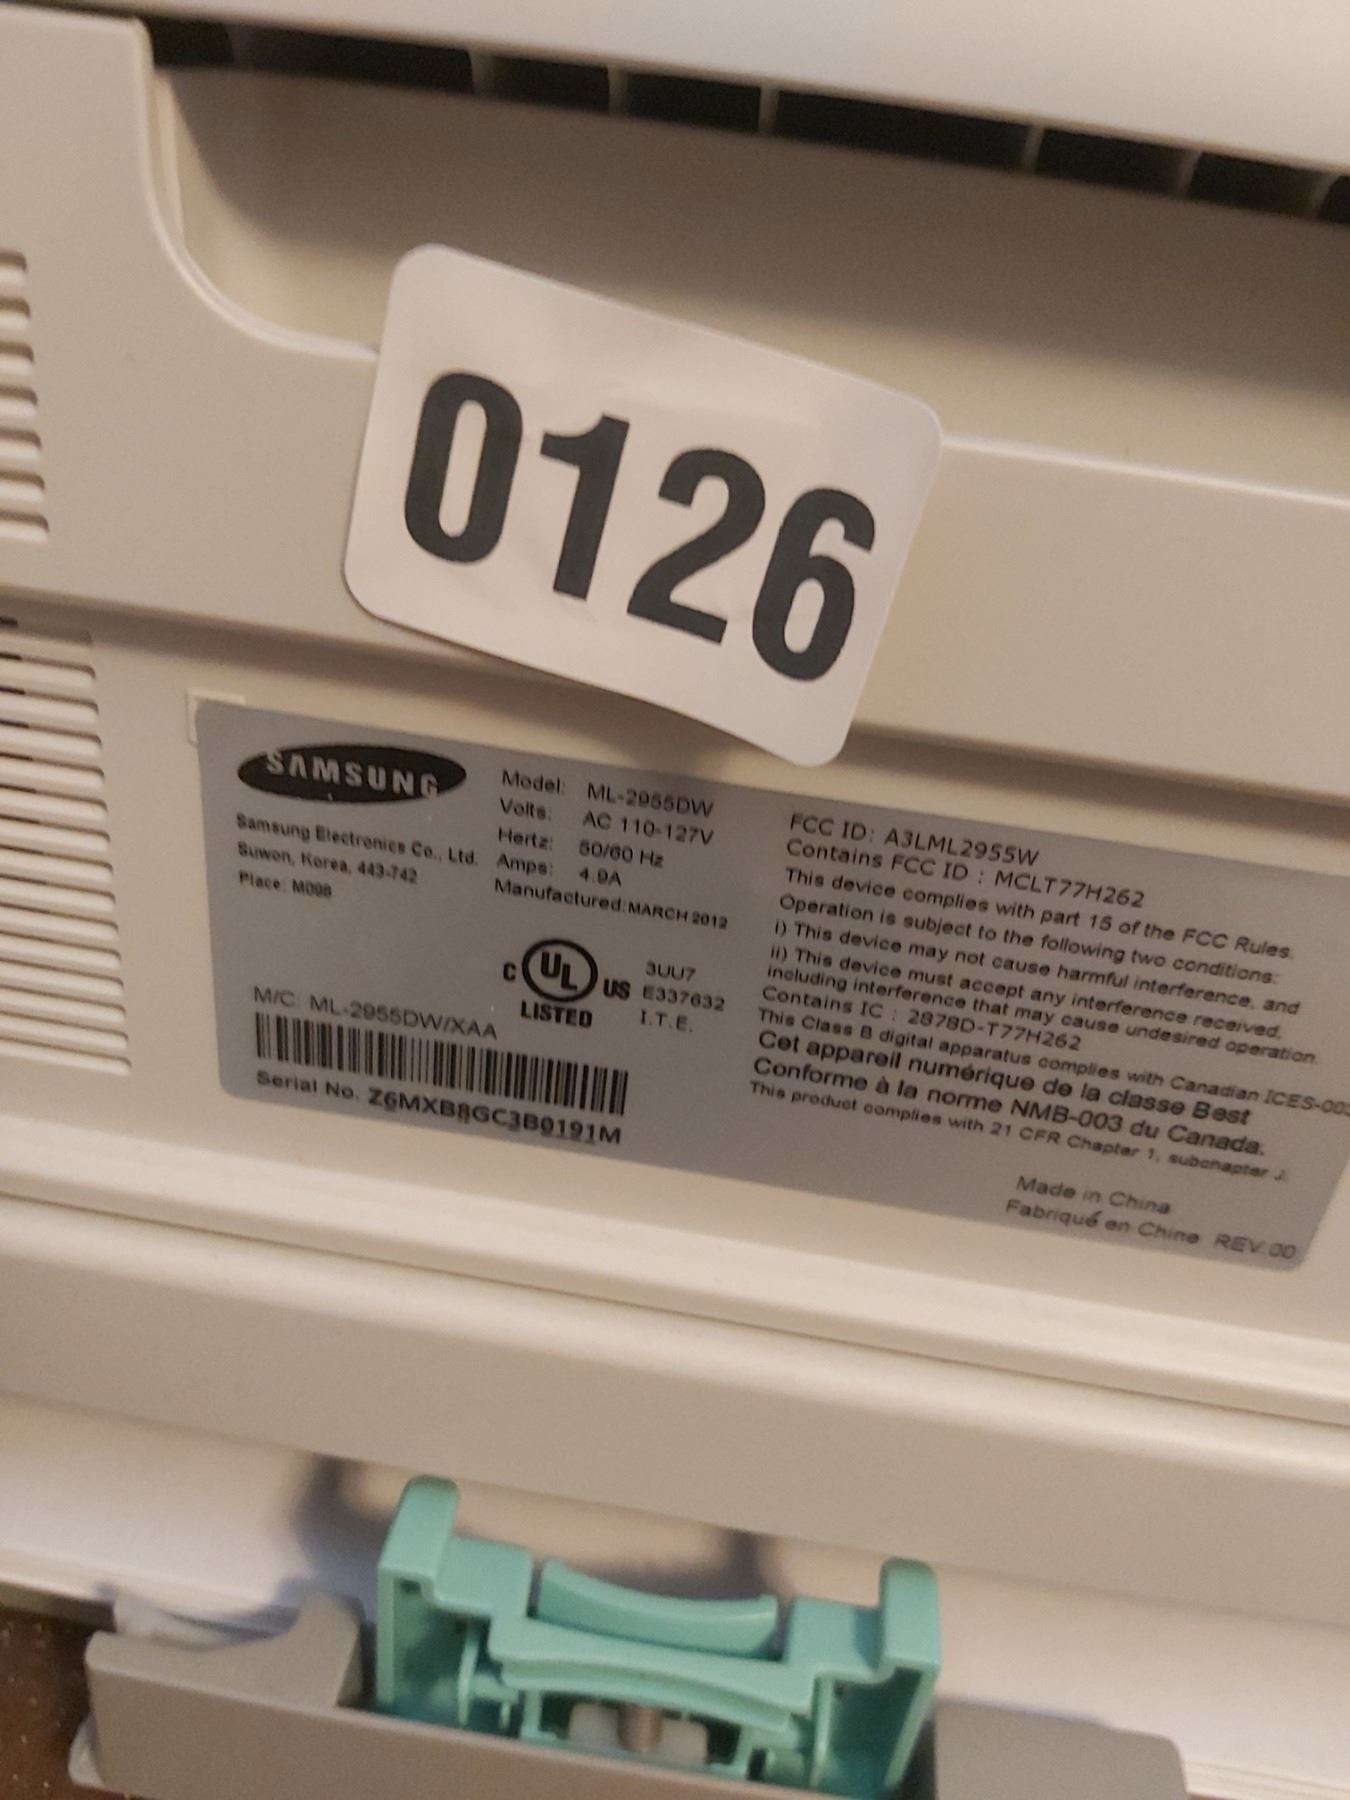 0126
SAMSUNG
Samsung Electronics Co., Ltd.
Suwon, Korea, 443-742
Place: M098
Model: ML-2955DW
Volts: AC 110-127V
Hertz: 50/60 Hz
Amps: 4.9A
Manufactured: MARCH 2012
C UL US
LISTED
3UU7
E337632
I.T.E.
M/C: ML-2955DW/XAA
Serial No. Z6MXB8GC3B0191M
FCC ID: A3LML2955W
Contains FCC ID : MCLT77H262
This device complies with part 15 of the FCC Rules.
Operation is subject to the following two conditions:
i) This device may not cause harmful interference, and
ii) This device must accept any interference received,
including interference that may cause undesired operation.
Contains IC : 2878D-T77H262
This Class B digital apparatus complies with Canadian ICES-003
Cet appareil numérique de la classe Best
Conforme à la norme NMB-003 du Canada.
This product complies with 21 CFR Chapter 1, subchapter J.
Made in China
Fabriqué en Chine REV.00